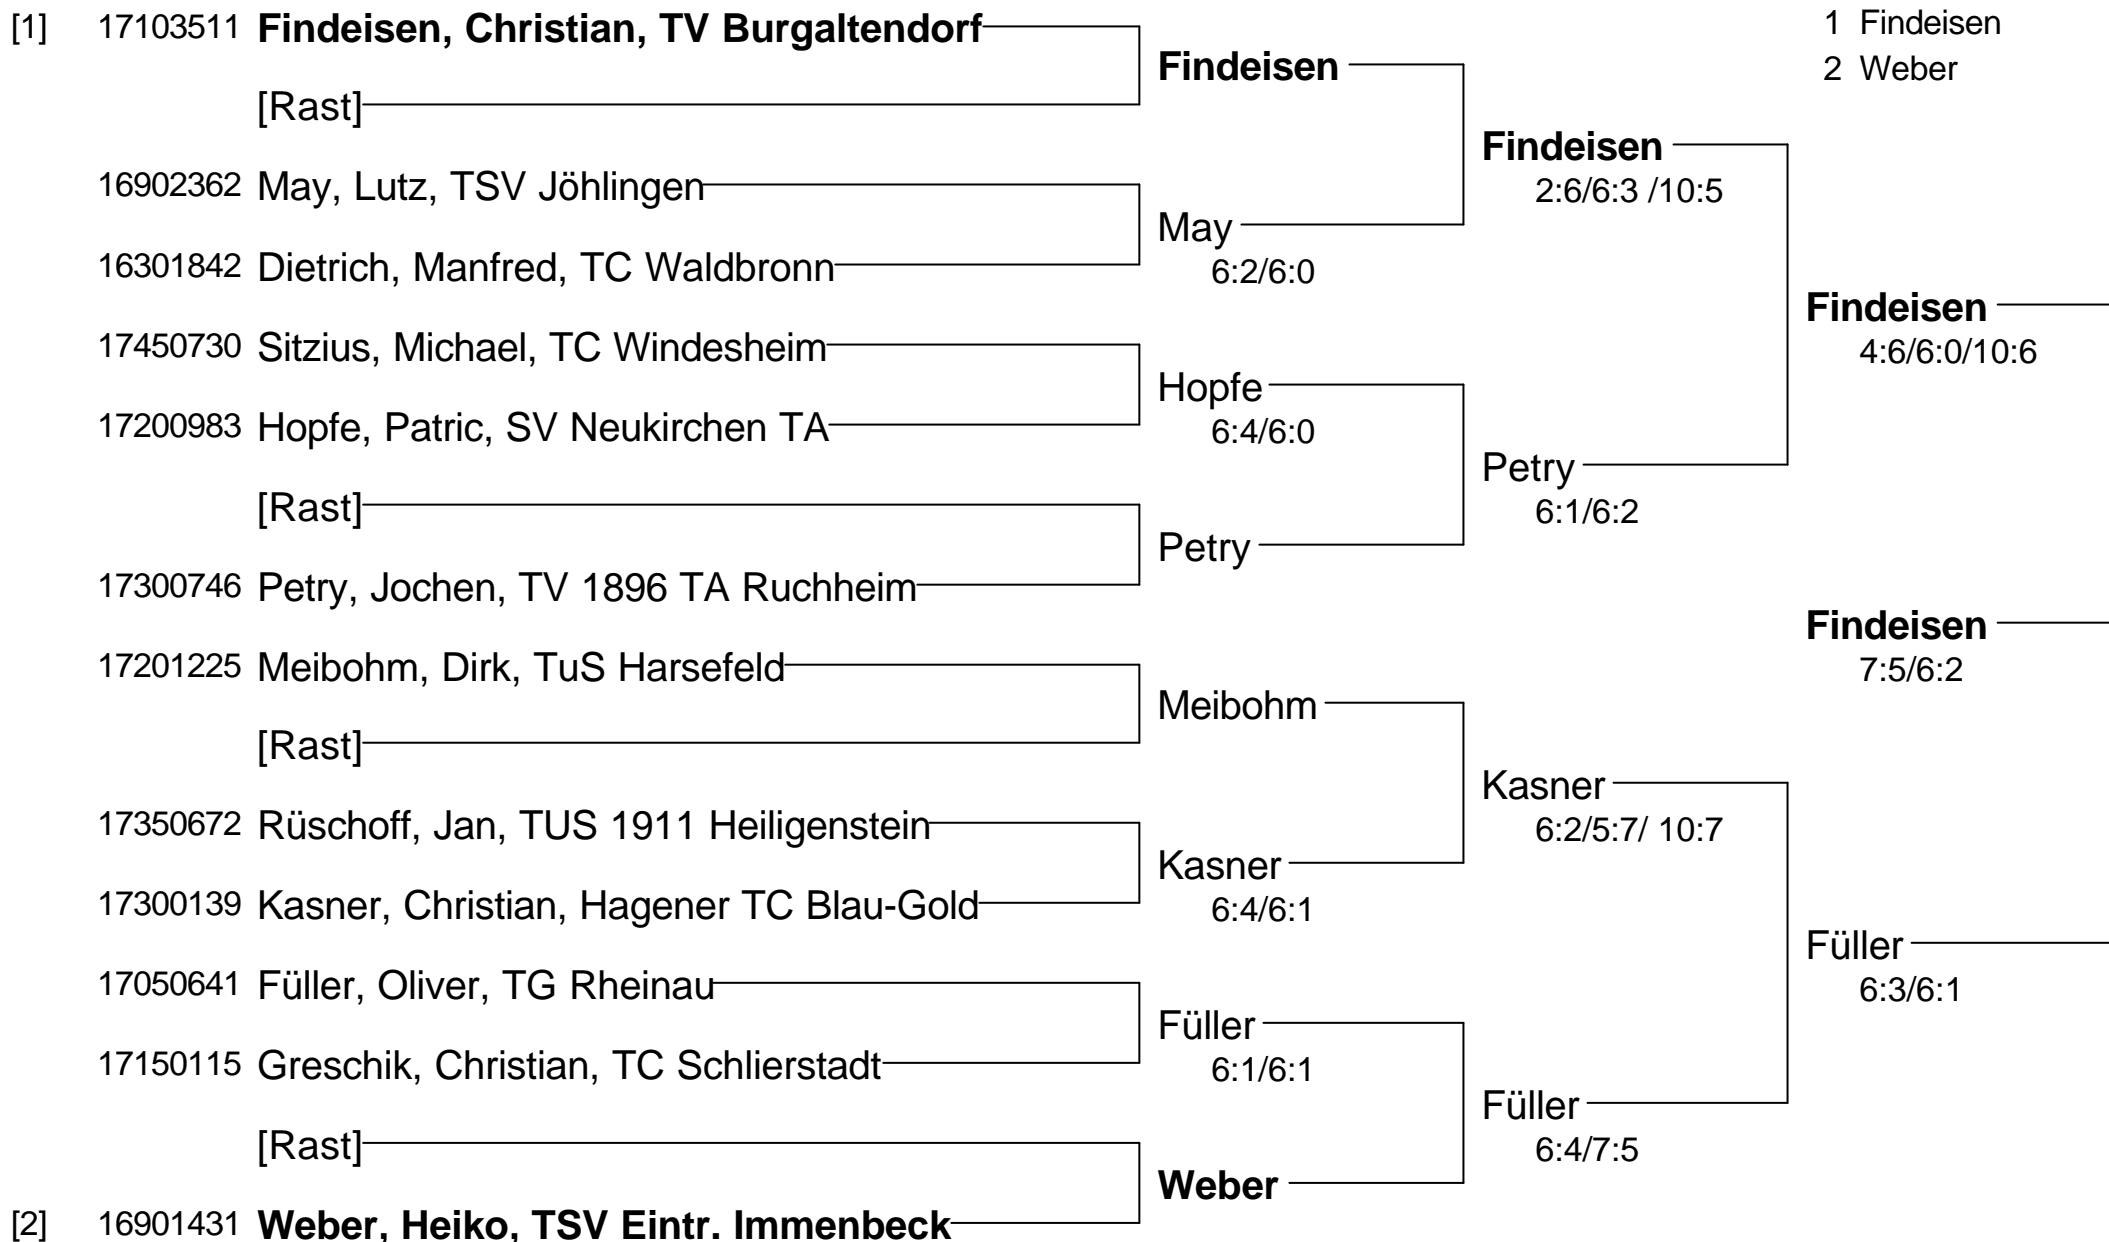 [1] 17103511 Findeisen, Christian, TV Burgaltendorf
1 Findeisen
Findeisen
2 Weber
[Rast]
Findeisen
16902362 May, Lutz, TSV Jöhlingen
2:6/6:3 /10:5
May
16301842 Dietrich, Manfred, TC Waldbronn
6:2/6:0
Findeisen
17450730 Sitzius, Michael, TC Windesheim
4:6/6:0/10:6
Hopfe
17200983 Hopfe, Patric, SV Neukirchen TA
6:4/6:0
Petry
[Rast]
6:1/6:2
Petry
17300746 Petry, Jochen, TV 1896 TA Ruchheim
Findeisen
17201225 Meibohm, Dirk, TuS Harsefeld
7:5/6:2
Meibohm
[Rast]
Kasner
17350672 Rüschoff, Jan, TUS 1911 Heiligenstein
6:2/5:7/ 10:7
Kasner
17300139 Kasner, Christian, Hagener TC Blau-Gold
6:4/6:1
Füller
17050641 Füller, Oliver, TG Rheinau
6:3/6:1
Füller
17150115 Greschik, Christian, TC Schlierstadt
6:1/6:1
Füller
[Rast]
6:4/7:5
Weber
[2] 16901431 Weber, Heiko, TSV Eintr. Immenbeck